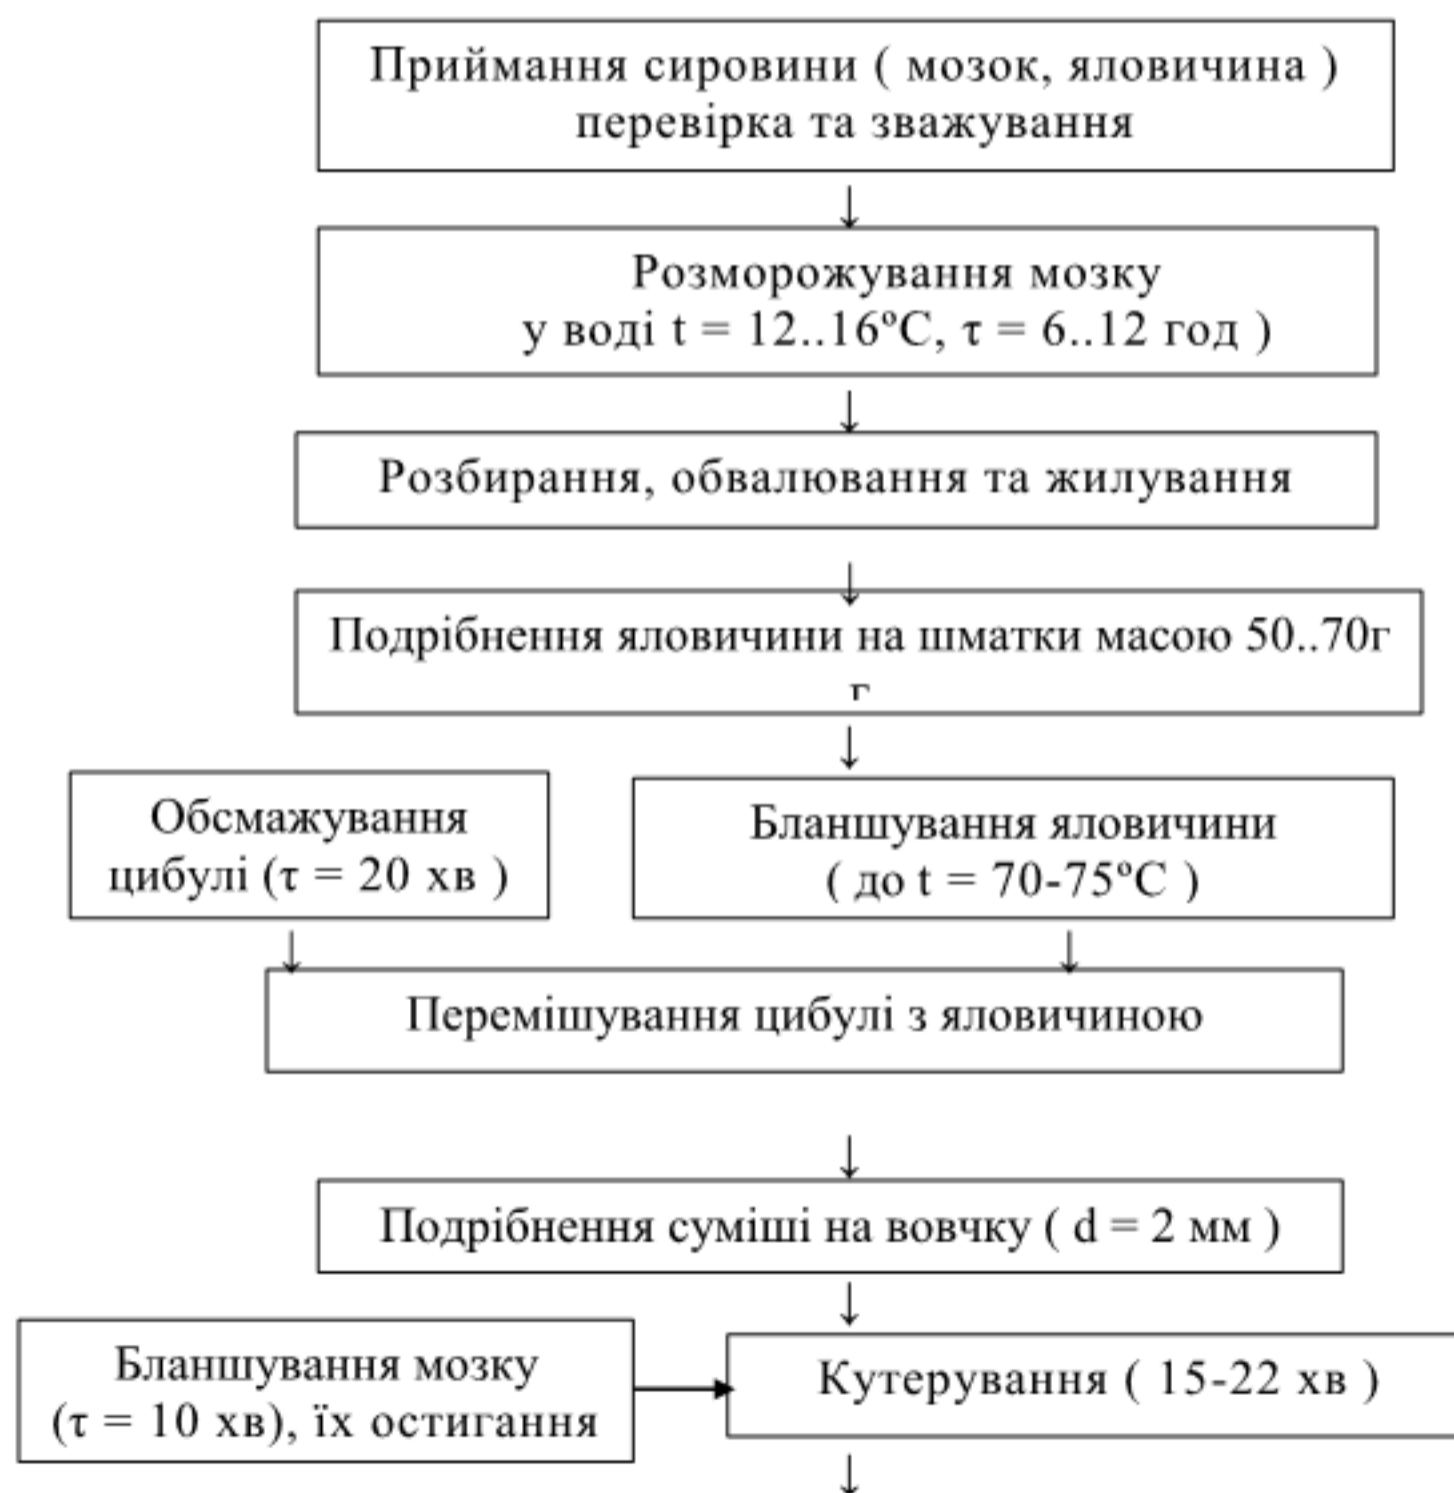 Приймання сировини ( мозок, яловичина )
перевірка та зважування
Розморожування мозку
у воді t = 12..16ºC, τ = 6..12 год )
Розбирання, обвалювання та жилування
Подрібнення яловичини на шматки масою 50..70г
г
Обсмажування
цибулі (τ = 20 хв )
Бланшування яловичини
( до t = 70-75ºC )
Перемішування цибулі з яловичиною
Подрібнення суміші на вовчку ( d = 2 мм )
Бланшування мозку
(τ = 10 хв), їх остигання
Кутерування ( 15-22 хв )